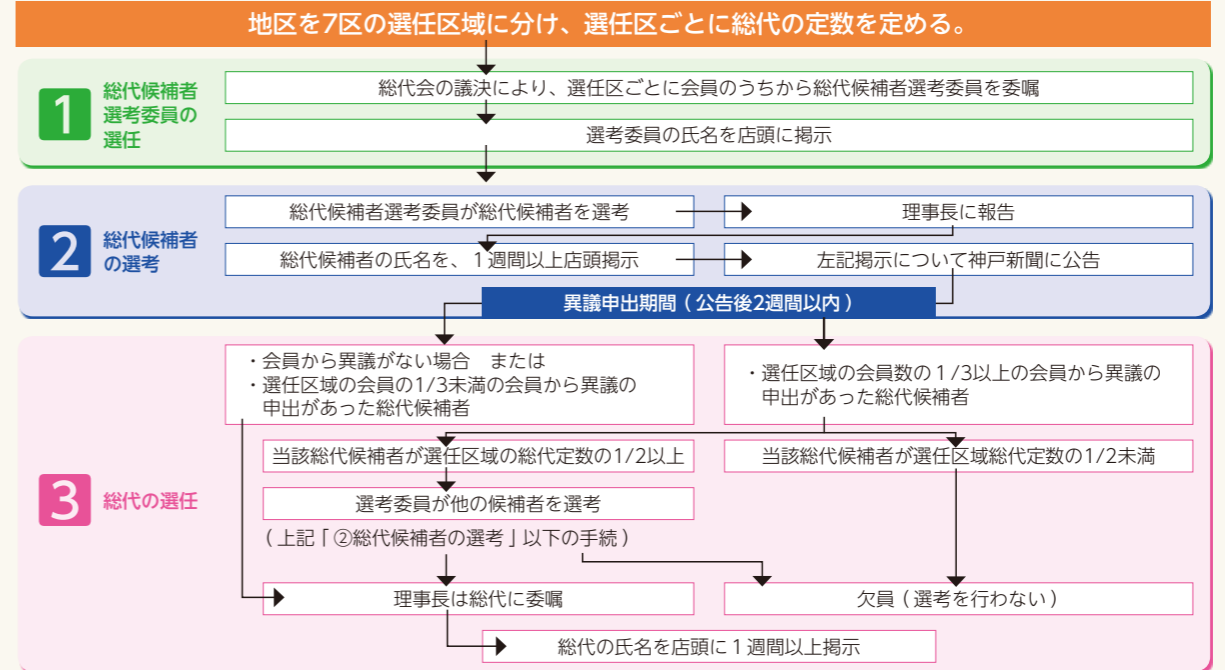 地区を7区の選任区域に分け、選任区ごとに総代の定数を定める。
1
総代候補者
選考委員の
選任
総代会の議決により、選任区ごとに会員のうちから総代候補者選考委員を委嘱
選考委員の氏名を店頭に掲示
2
総代候補者
の選考
総代候補者選考委員が総代候補者を選考
理事長に報告
総代候補者の氏名を、1週間以上店頭掲示
左記掲示について神戸新聞に公告
異議申出期間（公告後2週間以内）
3
総代の選任
・会員から異議がない場合　または
・選任区域の会員の1/3未満の会員から異議の
申出があった総代候補者
・選任区域の会員数の1/3以上の会員から異議の
申出があった総代候補者
当該総代候補者が選任区域の総代定数の1/2以上
当該総代候補者が選任区域総代定数の1/2未満
選考委員が他の候補者を選考
（上記「②総代候補者の選考」以下の手続）
理事長は総代に委嘱
欠員（選考を行わない）
総代の氏名を店頭に1週間以上掲示